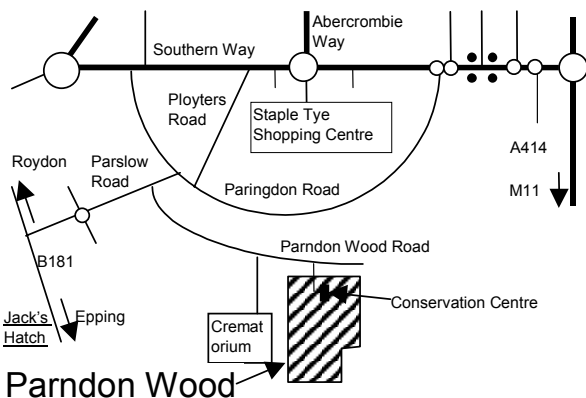 Abercrombie
Way
Southern Way
Ployters
Road
Staple Tye
Shopping Centre
A414
Roydon
Parslow
Road
Paringdon Road
M11
Parndon Wood Road
B181
Conservation Centre
Jack's
Hatch
Epping
Cremat
orium
Parndon Wood